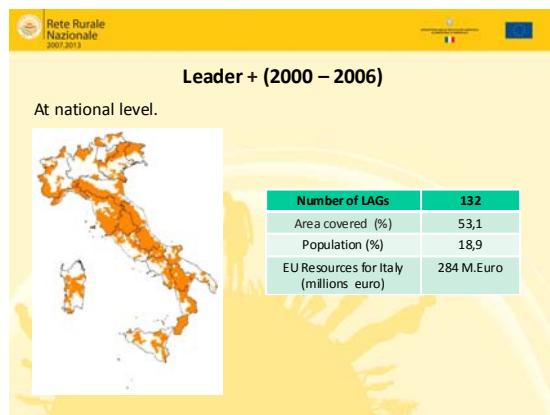 Rete Rurale
Nazionale
2007.2013
Leader + (2000 – 2006)
At national level.
Number of LAGs 132
Area covered (%) 53,1
Population (%) 18,9
EU Resources for Italy 284 M.Euro
(millions euro)